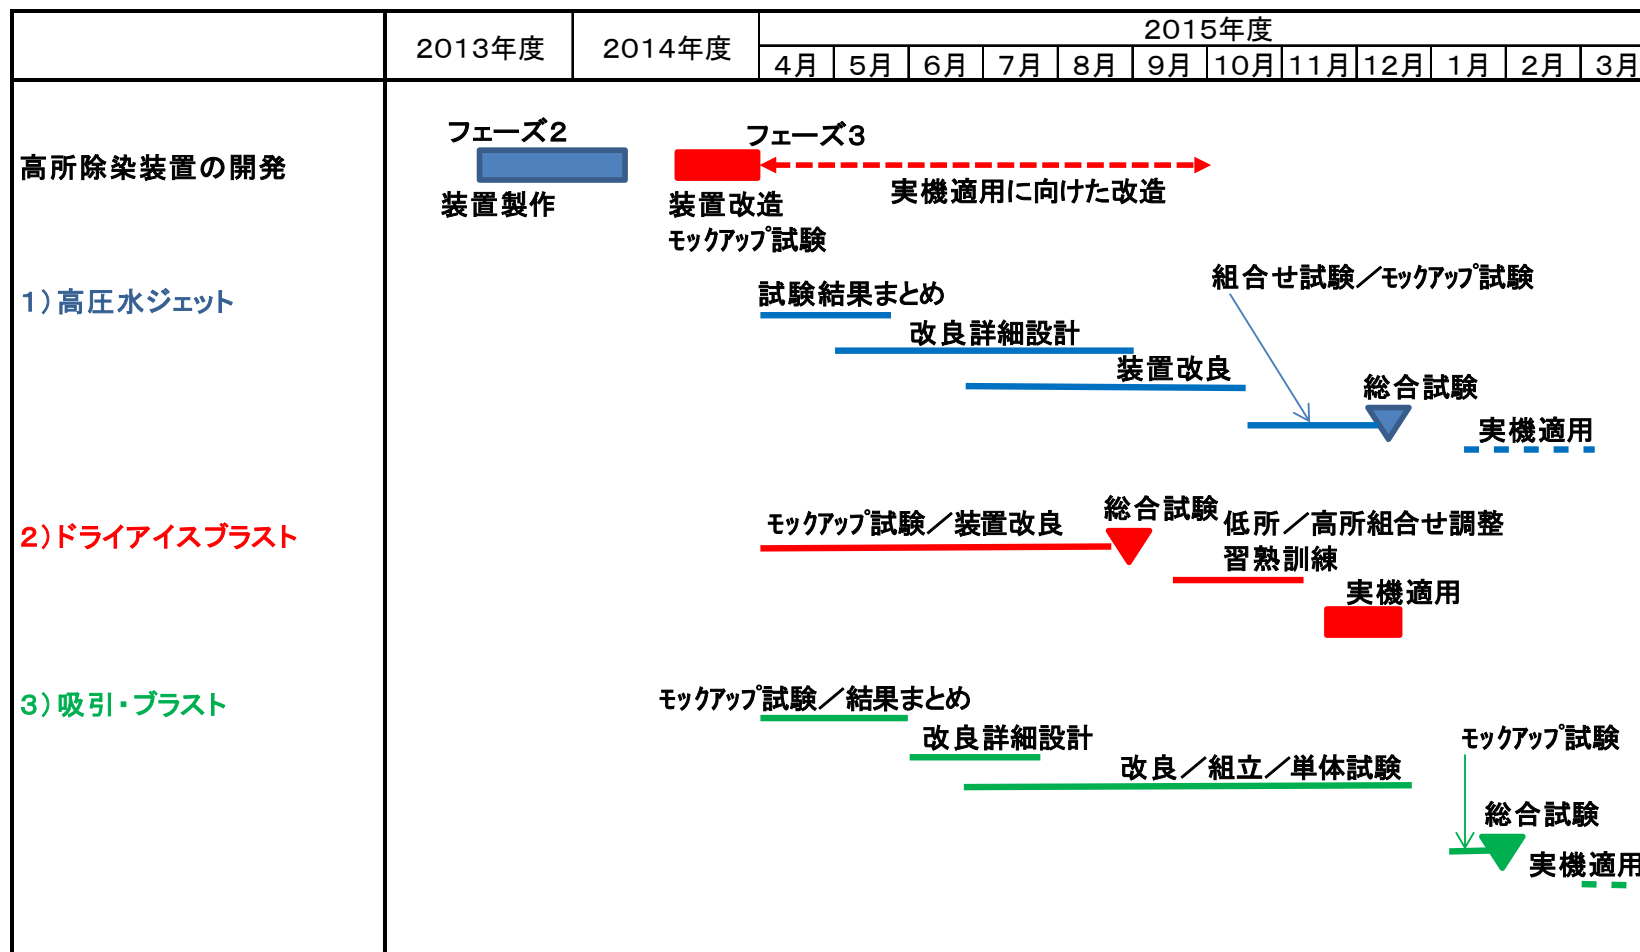 2013年度
2014年度
2015年度
4月
5月
6月
7月
8月
9月
10月
11月
12月
1月
2月
3月
高所除染装置の開発
フェーズ2
装置製作
フェーズ3
装置改造
モックアップ試験
実機適用に向けた改造
1)高圧水ジェット
試験結果まとめ
改良詳細設計
装置改良
組合せ試験/モックアップ試験
総合試験
実機適用
2)ドライアイスブラスト
モックアップ試験/装置改良
総合試験
低所/高所組合せ調整
習熟訓練
実機適用
3)吸引・ブラスト
モックアップ試験/結果まとめ
改良詳細設計
改良/組立/単体試験
モックアップ試験
総合試験
実機適用